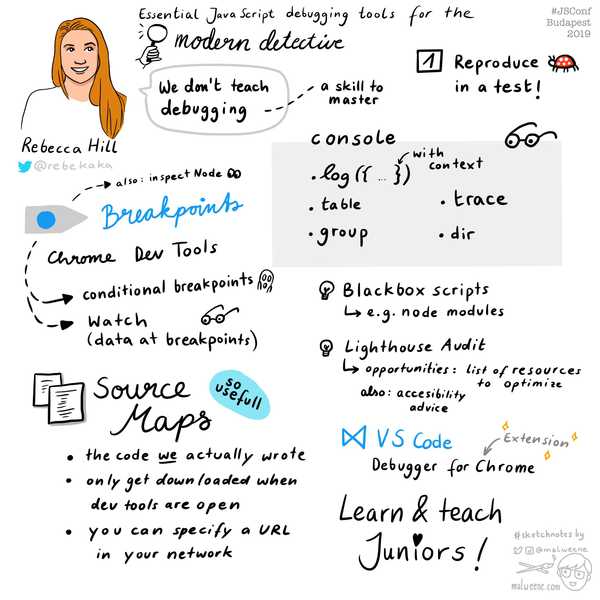 Essential JavaScript debugging tools for the
modern detective
#JSConf
Budapest
2019
We don't teach
debugging
a skill to
master
1 Reproduce
in a test!
Rebecca Hill
@rebekaka
also: inspect Node
Breakpoints
Chrome Dev Tools
conditional breakpoints
Watch
(data at breakpoints)
console
with
context
• log({ ... })
• table
• group
• trace
• dir
Blackbox scripts
↳ e.g. node modules
Lighthouse Audit
↳ opportunities: list of resources
to optimize
also: accesibility
advice
Source
Maps
so
usefull
• the code we actually wrote
• only get downloaded when
dev tools are open
• you can specify a URL
in your network
VS Code
Extension
Debugger for Chrome
Learn & teach
Juniors!
#sketchnotes by
@malweene
malweene.com